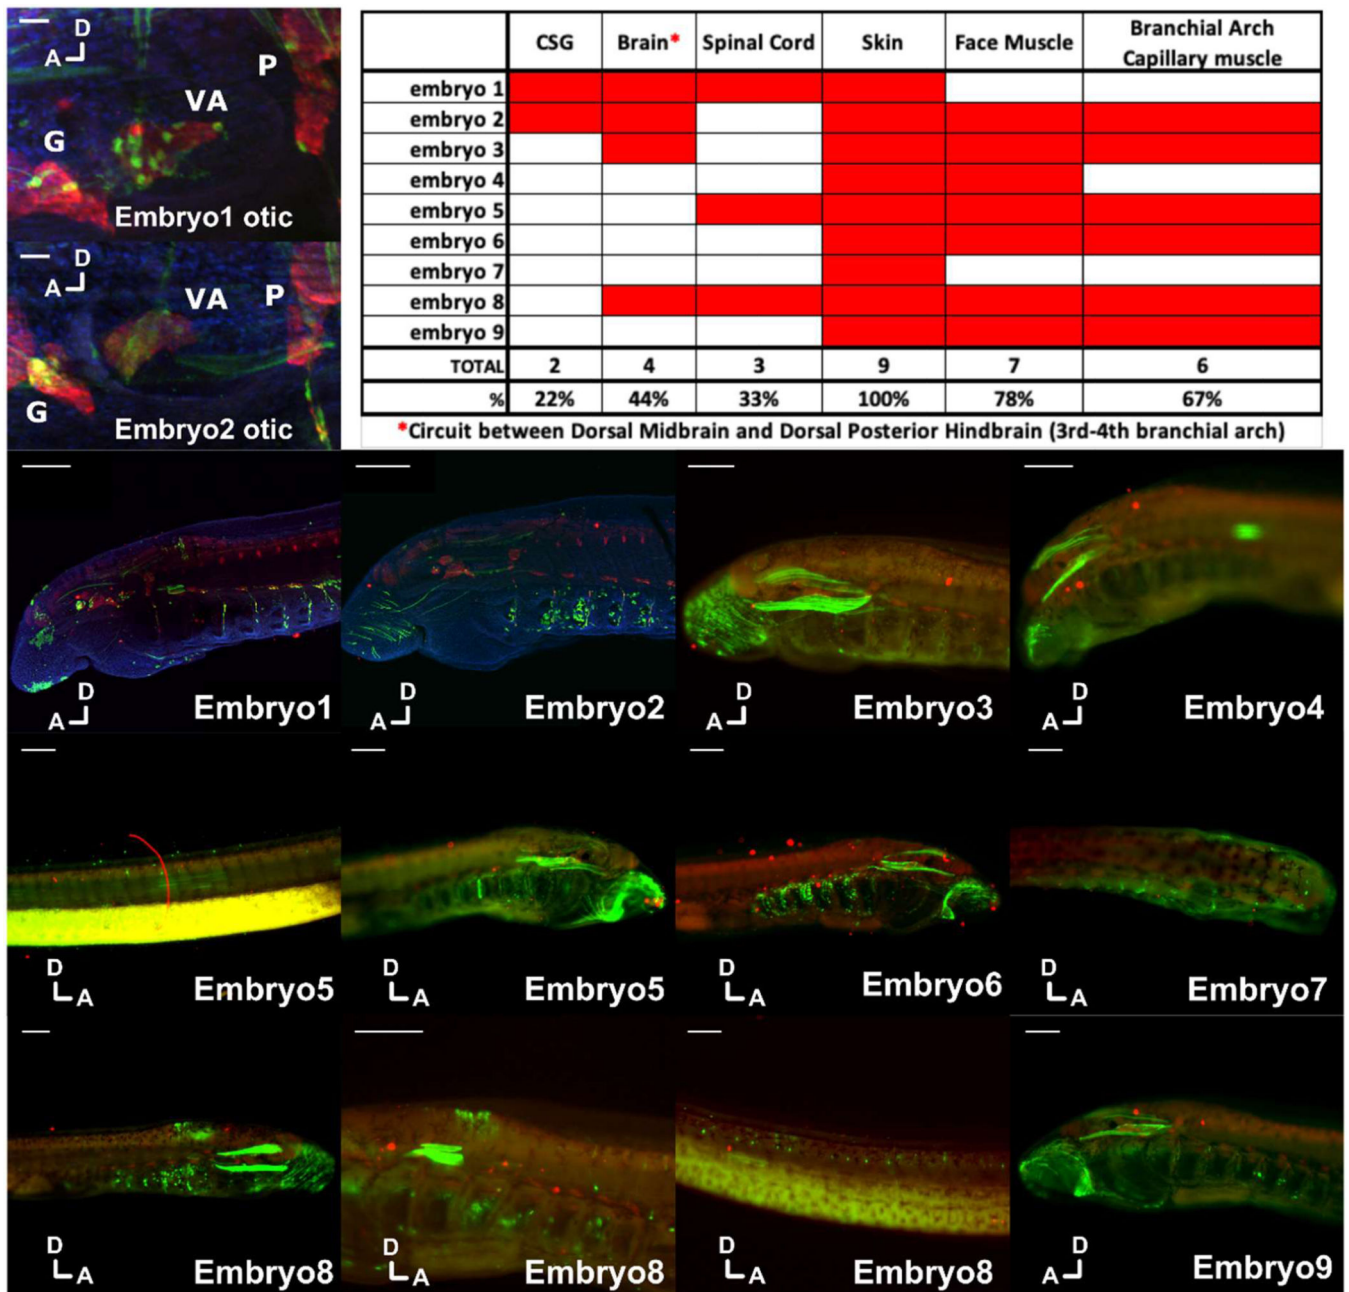 D
A
P
VA
G
Embryo1 otic
D
A
VA
P
G
Embryo2 otic
CSG Brain* Spinal Cord Skin Face Muscle Branchial Arch
Capillary muscle
embryo 1
embryo 2
embryo 3
embryo 4
embryo 5
embryo 6
embryo 7
embryo 8
embryo 9
TOTAL 2 4 3 9 7 6
% 22% 44% 33% 100% 78% 67%
*Circuit between Dorsal Midbrain and Dorsal Posterior Hindbrain (3rd-4th branchial arch)
D
A
Embryo1
D
A
Embryo2
D
A
Embryo3
D
A
Embryo4
D
A
Embryo5
D
A
Embryo5
D
A
Embryo6
D
A
Embryo7
D
A
Embryo8
D
A
Embryo8
D
A
Embryo8
D
A
Embryo9